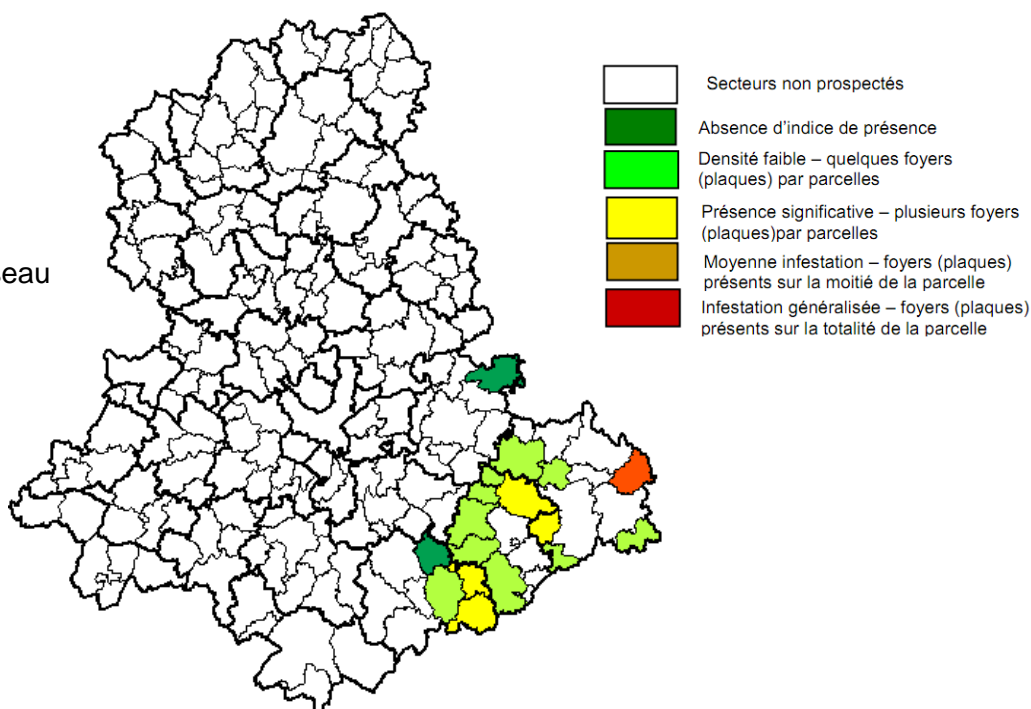 Secteurs non prospectés
Absence d'indice de présence
Densité faible – quelques foyers
(plaques) par parcelles
Présence significative – plusieurs foyers
(plaques)par parcelles
Moyenne infestation – foyers (plaques)
présents sur la moitié de la parcelle
seau
Infestation généralisée – foyers (plaques)
présents sur la totalité de la parcelle